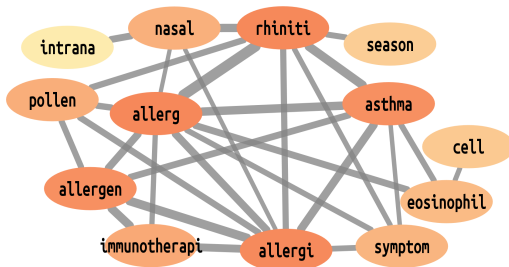 nasal
rhiniti
intrana
season
pollen
allerg
asthma
cell
allergen
eosinophil
immunotherapi
allergi
symptom